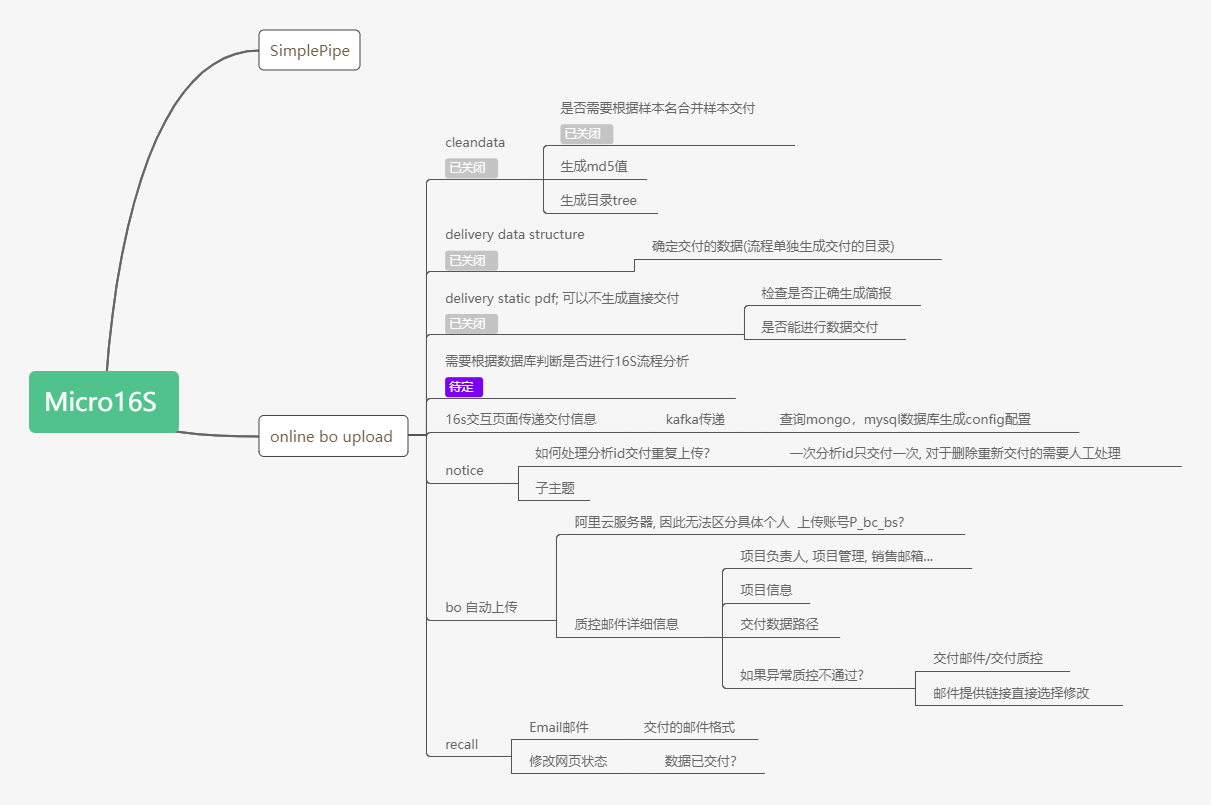 SimplePipe
是否需要根据样本名合并样本交付
已关闭
cleandata
已关闭
生成md5值
生成目录tree
delivery data structure
已关闭
确定交付的数据(流程单独生成交付的目录)
delivery static pdf; 可以不生成直接交付
已关闭
检查是否正确生成简报
是否能进行数据交付
需要根据数据库判断是否进行16S流程分析
待定
Micro16S
online bo upload
16s交互页面传递交付信息
kafka传递
查询mongo，mysql数据库生成config配置
notice
如何处理分析id交付重复上传?
一次分析id只交付一次, 对于删除重新交付的需要人工处理
子主题
bo 自动上传
阿里云服务器, 因此无法区分具体个人 上传账号P_bc_bs?
质控邮件详细信息
项目负责人, 项目管理, 销售邮箱...
项目信息
交付数据路径
如果异常质控不通过?
交付邮件/交付质控
邮件提供链接直接选择修改
recall
Email邮件
交付的邮件格式
修改网页状态
数据已交付?